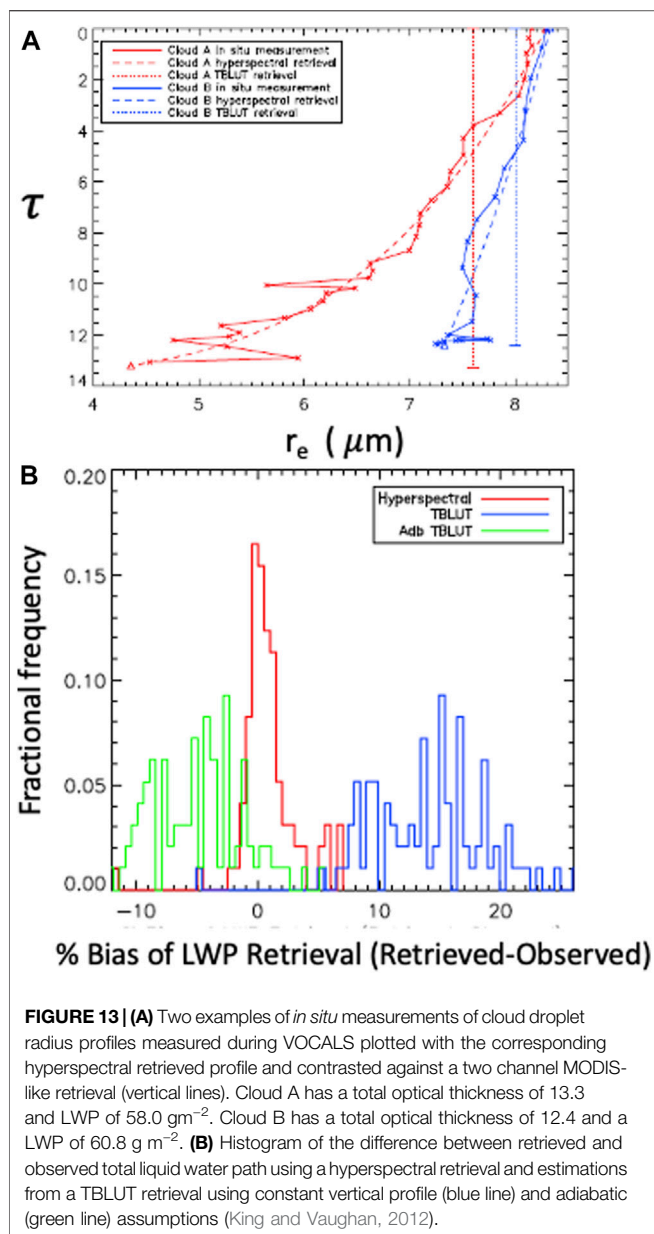 A
0
2
4
6
8
10
12
14
τ
Cloud A in situ measurement
Cloud A hyperspectral retrieval
Cloud A TBLUT retrieval
Cloud B in situ measurement
Cloud B hyperspectral retrieval
Cloud B TBLUT retrieval
4 5 6 7 8
r_e ( μm)
B
0.20
0.15
0.10
0.05
0.00
Fractional frequency
Hyperspectral
TBLUT
Adb TBLUT
−10 0 10 20
% Bias of LWP Retrieval (Retrieved-Observed)
FIGURE 13 | (A) Two examples of in situ measurements of cloud droplet
radius profiles measured during VOCALS plotted with the corresponding
hyperspectral retrieved profile and contrasted against a two channel MODIS-
like retrieval (vertical lines). Cloud A has a total optical thickness of 13.3
and LWP of 58.0 gm−2. Cloud B has a total optical thickness of 12.4 and a
LWP of 60.8 g m−2. (B) Histogram of the difference between retrieved and
observed total liquid water path using a hyperspectral retrieval and estimations
from a TBLUT retrieval using constant vertical profile (blue line) and adiabatic
(green line) assumptions (King and Vaughan, 2012).